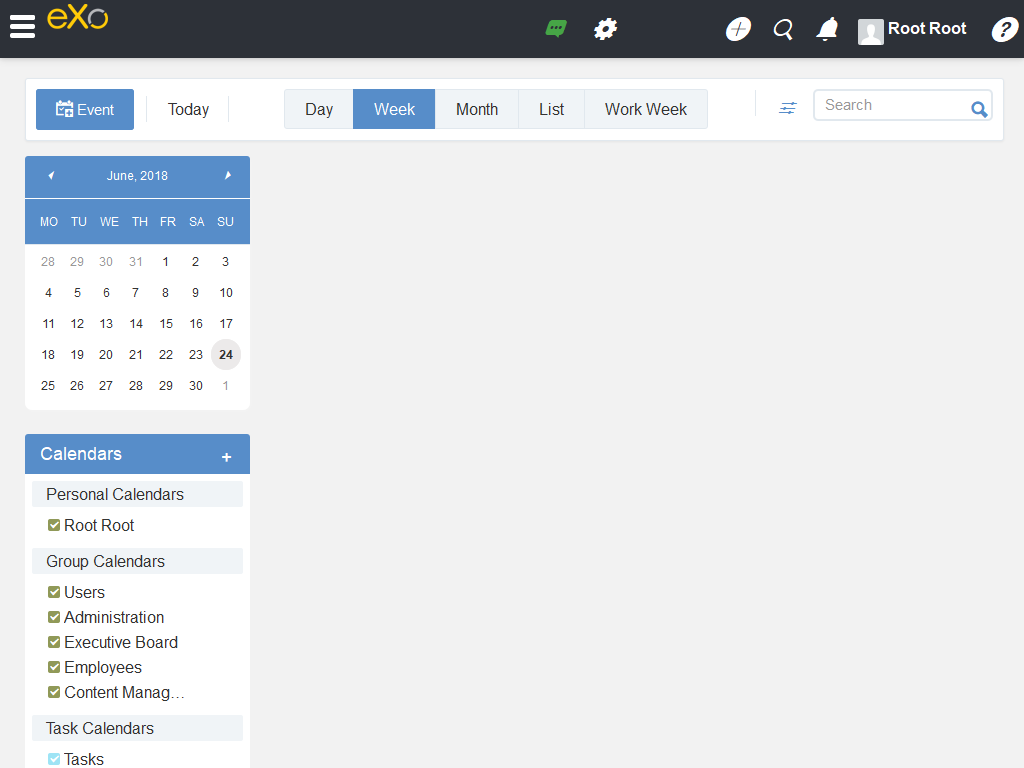 eXo
Root Root
?
Event
Today
Day
Week
Month
List
Work Week
Search
June, 2018
MO TU WE TH FR SA SU
28 29 30 31 1 2 3
4 5 6 7 8 9 10
11 12 13 14 15 16 17
18 19 20 21 22 23 24
25 26 27 28 29 30 1
Calendars +
Personal Calendars
Root Root
Group Calendars
Users
Administration
Executive Board
Employees
Content Manag…
Task Calendars
Tasks